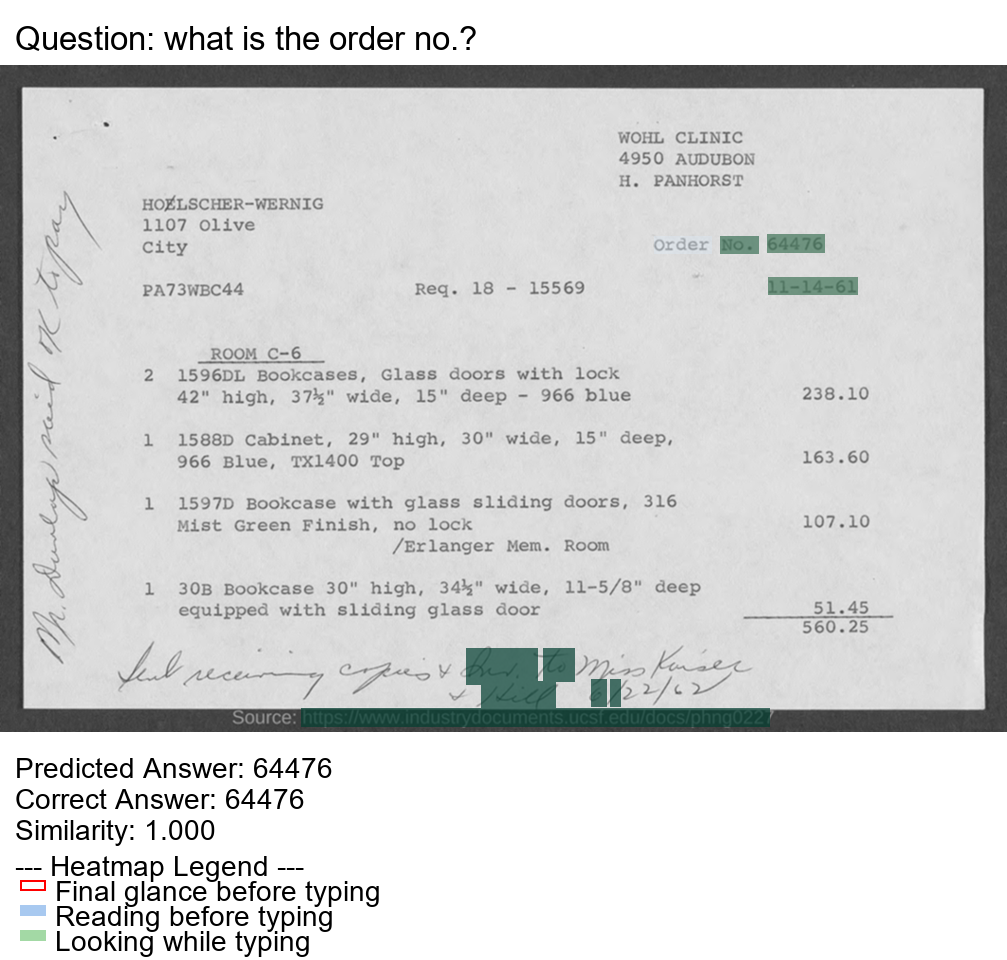 Question: what is the order no.?
WOHL CLINIC
4950 AUDUBON
H. PANHORST
HOELSCHER-WERNIG
1107 Olive
City
Order No. 64476
PA73WBC44 Req. 18 - 15569 11-14-61
ROOM C-6
2 1596DL Bookcases, Glass doors with lock
42" high, 37½" wide, 15" deep - 966 blue 238.10
1 1588D Cabinet, 29" high, 30" wide, 15" deep,
966 Blue, TX1400 Top 163.60
1 1597D Bookcase with glass sliding doors, 316
Mist Green Finish, no lock 107.10
/Erlanger Mem. Room
1 30B Bookcase 30" high, 34½" wide, 11-5/8" deep
equipped with sliding glass door 51.45
560.25
Mr. Dunlap said OK to pay
Sent receiving copies & Inv. to Miss Kaiser
& Hill 6/22/62
Source: https://www.industrydocuments.ucsf.edu/docs/phng0227
Predicted Answer: 64476
Correct Answer: 64476
Similarity: 1.000
--- Heatmap Legend ---
Final glance before typing
Reading before typing
Looking while typing